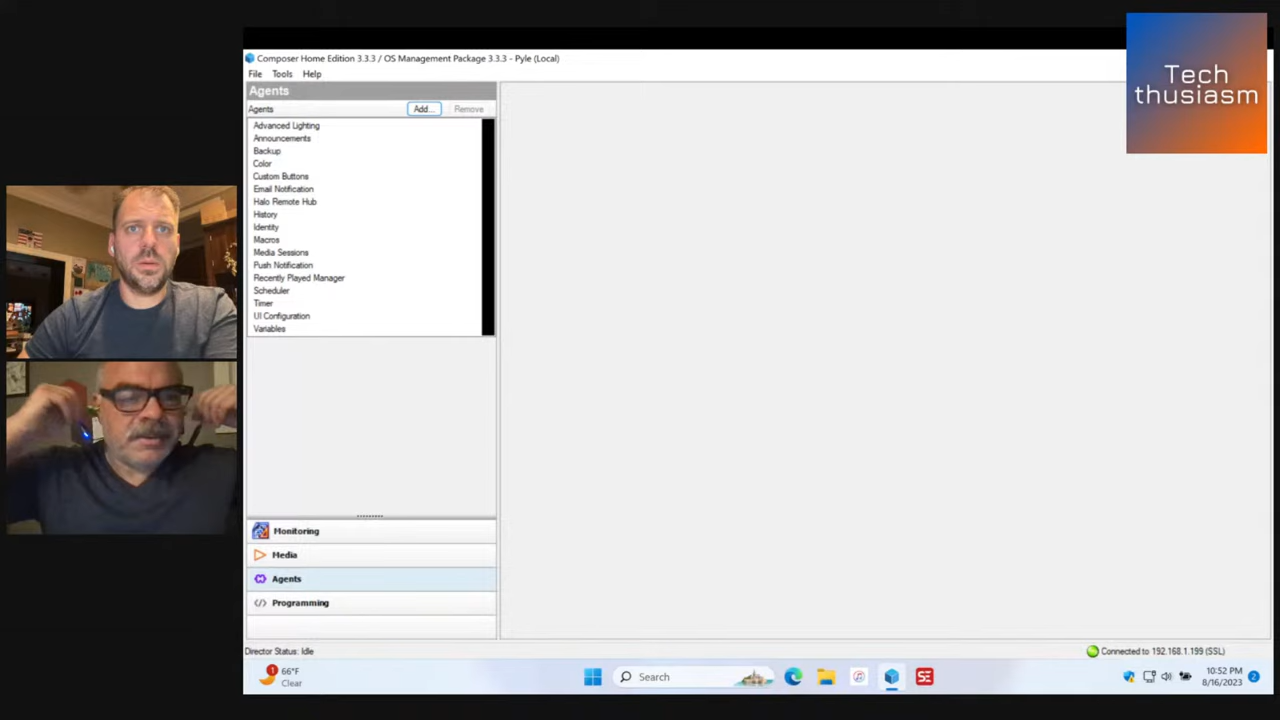 Composer Home Edition 3.3.3 / OS Management Package 3.3.3 - Pyle (Local)
File Tools Help
Agents
Agents Add... Remove
Advanced Lighting
Announcements
Backup
Color
Custom Buttons
Email Notification
Halo Remote Hub
History
Identity
Macros
Media Sessions
Push Notification
Recently Played Manager
Scheduler
Timer
UI Configuration
Variables
Monitoring
Media
Agents
Programming
Director Status: Idle
Connected to 192.168.1.199 (SSL)
1
66°F
Clear
Search
SE
10:52 PM
8/16/2023
2
Tech
thusiasm